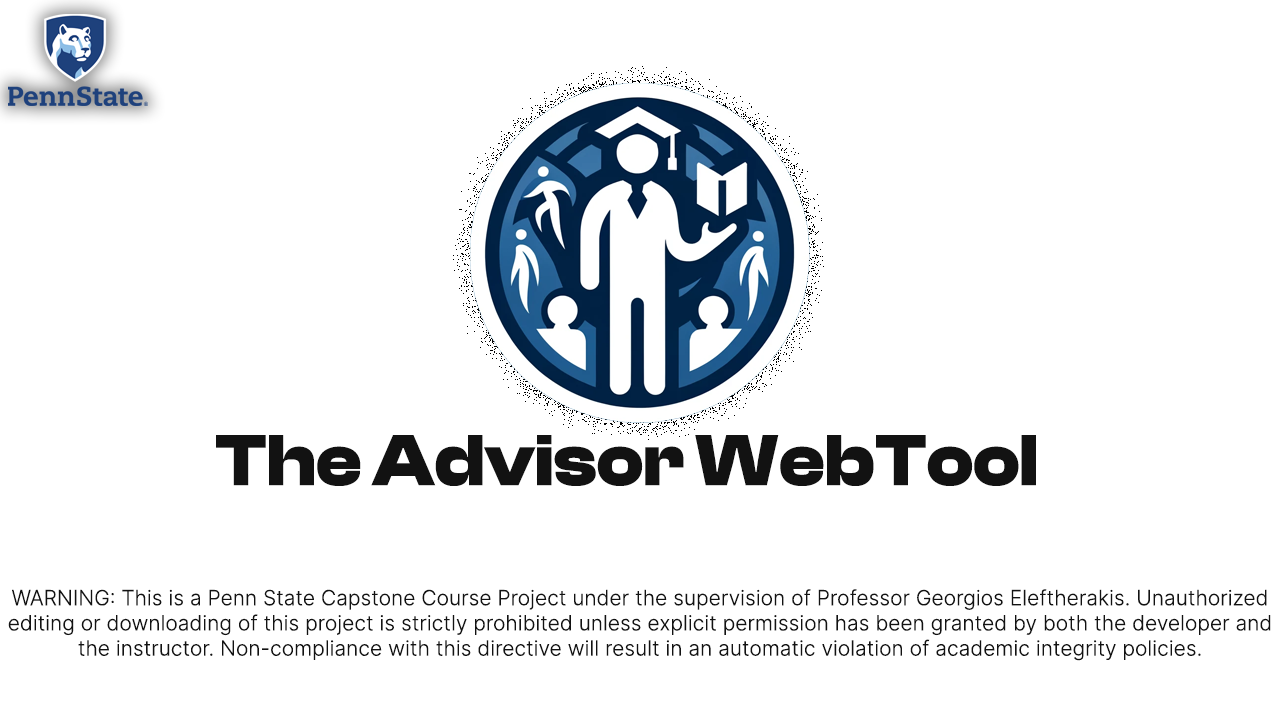 PennState.
The Advisor WebTool
WARNING: This is a Penn State Capstone Course Project under the supervision of Professor Georgios Eleftherakis. Unauthorized
editing or downloading of this project is strictly prohibited unless explicit permission has been granted by both the developer and
the instructor. Non-compliance with this directive will result in an automatic violation of academic integrity policies.